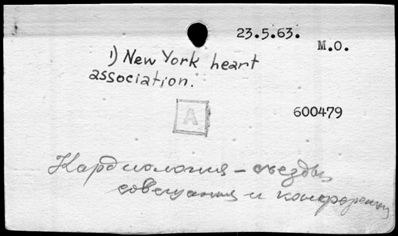 23.5.63.
М.О.
1) New York heart
association.
A
600479
Кардиология – съезды,
совещания и конференции